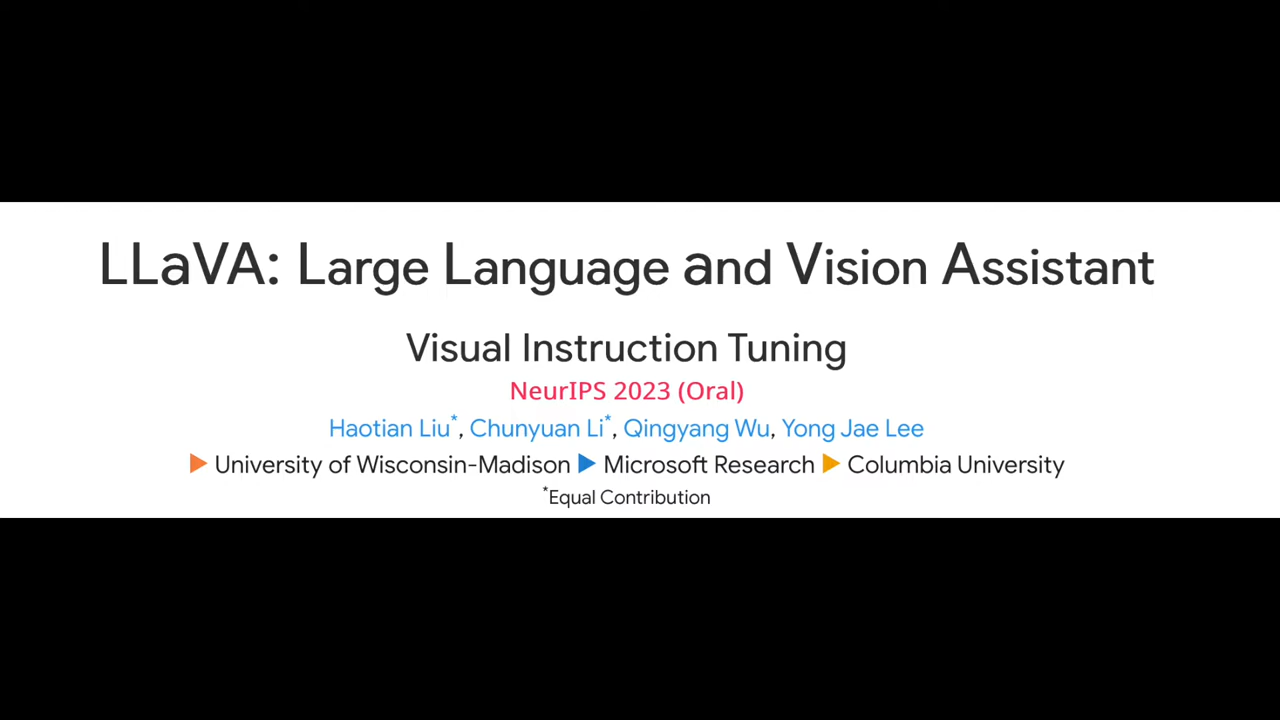 LLaVA: Large Language and Vision Assistant
Visual Instruction Tuning
NeurIPS 2023 (Oral)
Haotian Liu*, Chunyuan Li*, Qingyang Wu, Yong Jae Lee
▶ University of Wisconsin-Madison ▶ Microsoft Research ▶ Columbia University
*Equal Contribution